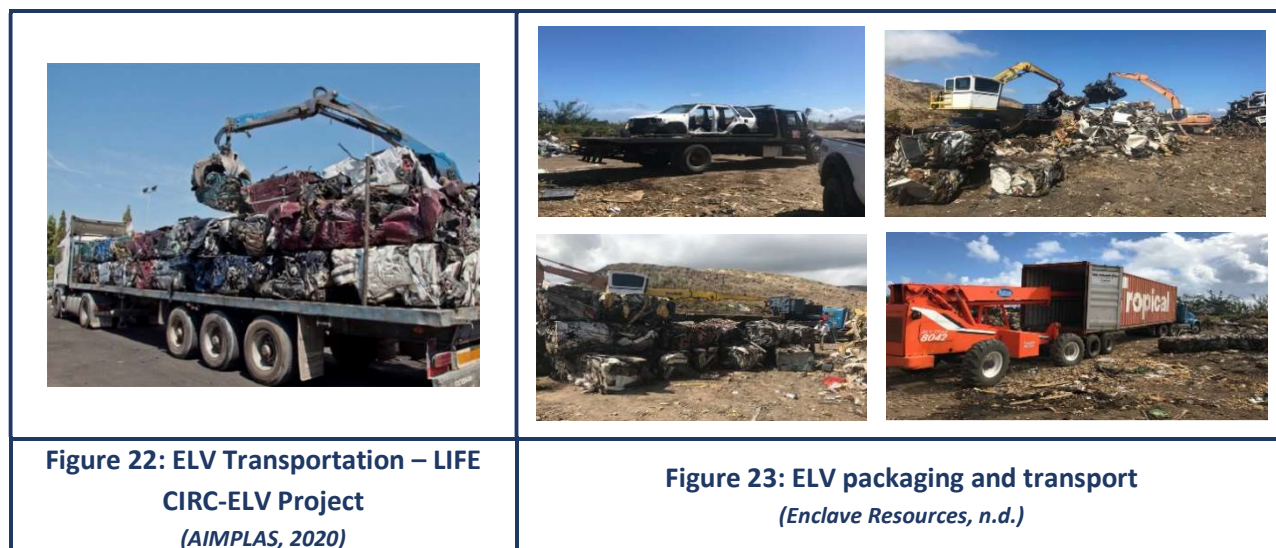 ropical
8042
Figure 22: ELV Transportation – LIFE
CIRC-ELV Project
(AIMPLAS, 2020)
Figure 23: ELV packaging and transport
(Enclave Resources, n.d.)